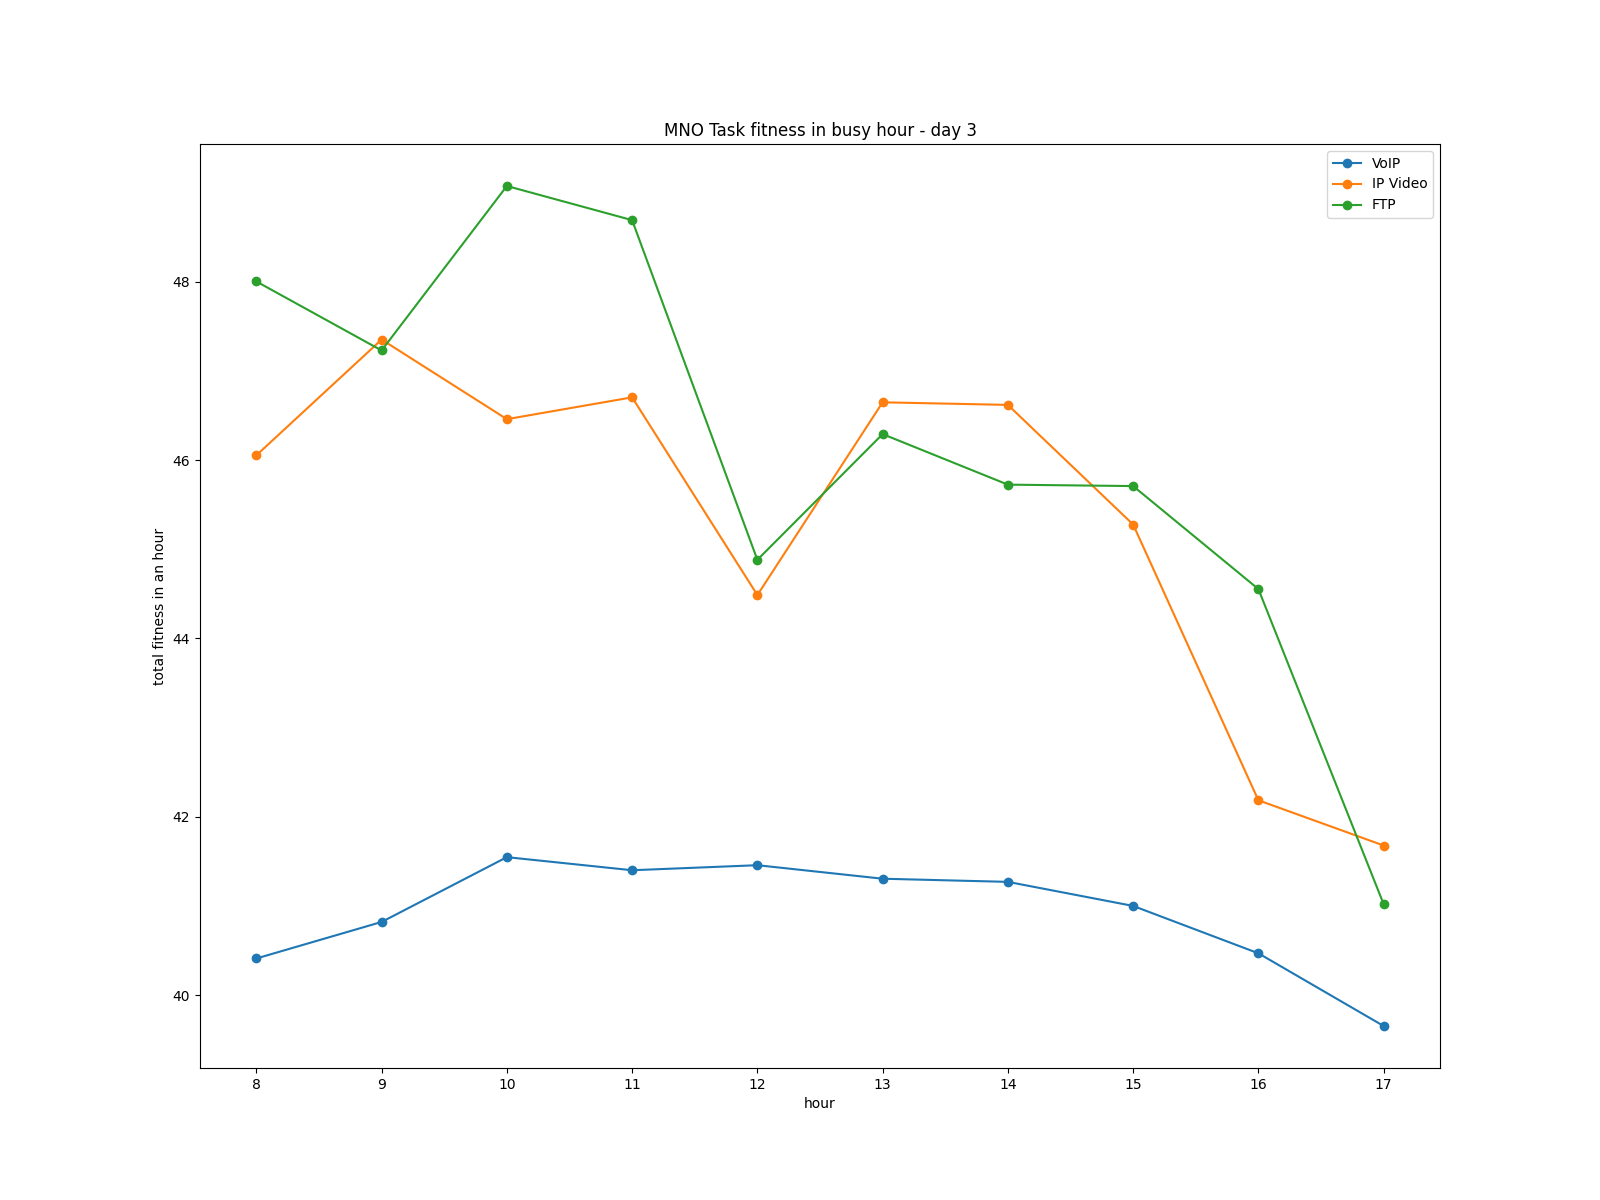 MNO Task fitness in busy hour - day 3
VoIP
IP Video
FTP
48
46
44
42
40
total fitness in an hour
8 9 10 11 12 13 14 15 16 17
hour